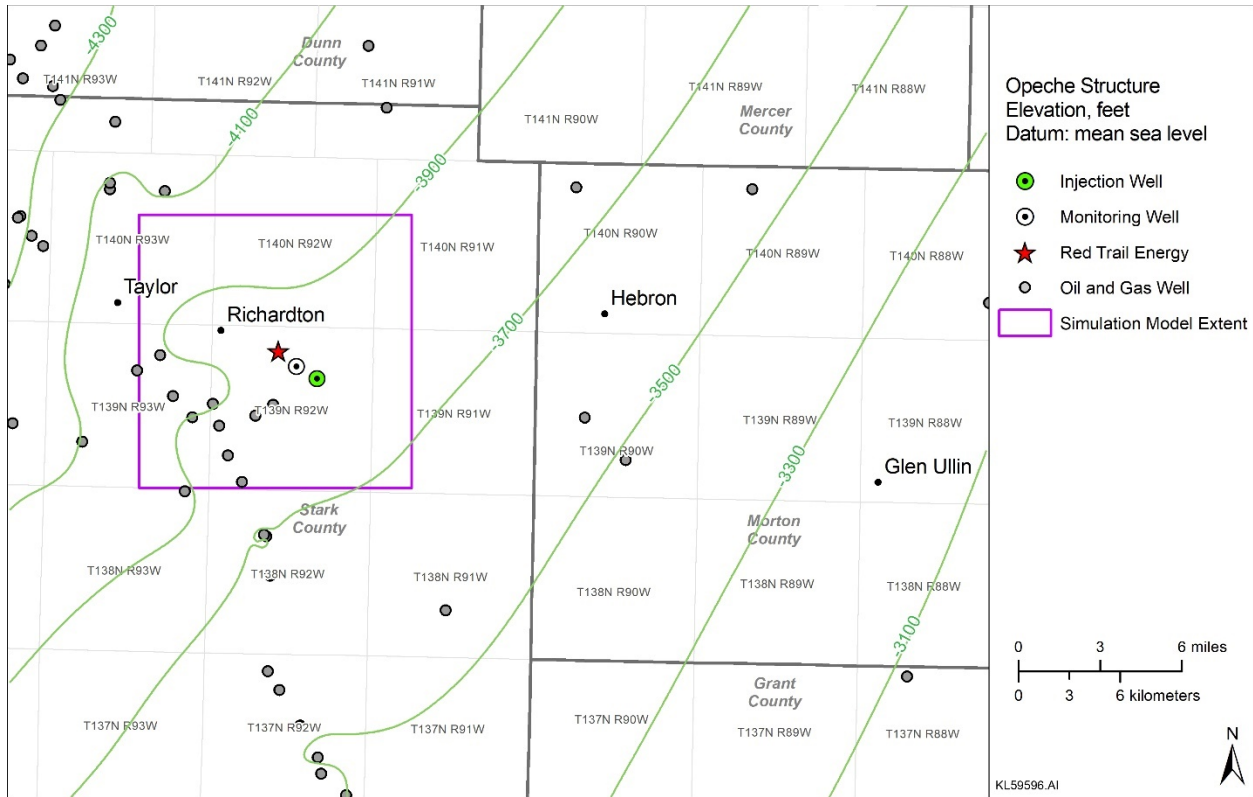 -4300
Dunn
County
T141N R93W
T141N R92W
T141N R91W
T141N R89W
T141N R88W
-4100
T141N R90W
Mercer
County
-3900
T140N R93W
T140N R92W
T140N R91W
T140N R90W
T140N R89W
T140N R88W
Taylor
Richardton
Hebron
-3700
-3500
T139N R93W
T139N R92W
T139N R91W
T139N R90W
T139N R89W
T139N R88W
-3300
Glen Ullin
Stark
County
Morton
County
T138N R93W
T138N R92W
T138N R91W
T138N R90W
T138N R89W
T138N R88W
-3100
Grant
County
T137N R93W
T137N R92W
T137N R91W
T137N R90W
T137N R89W
T137N R88W
Opeche Structure
Elevation, feet
Datum: mean sea level
Injection Well
Monitoring Well
Red Trail Energy
Oil and Gas Well
Simulation Model Extent
0 3 6 miles
0 3 6 kilometers
N
KL59596.AI